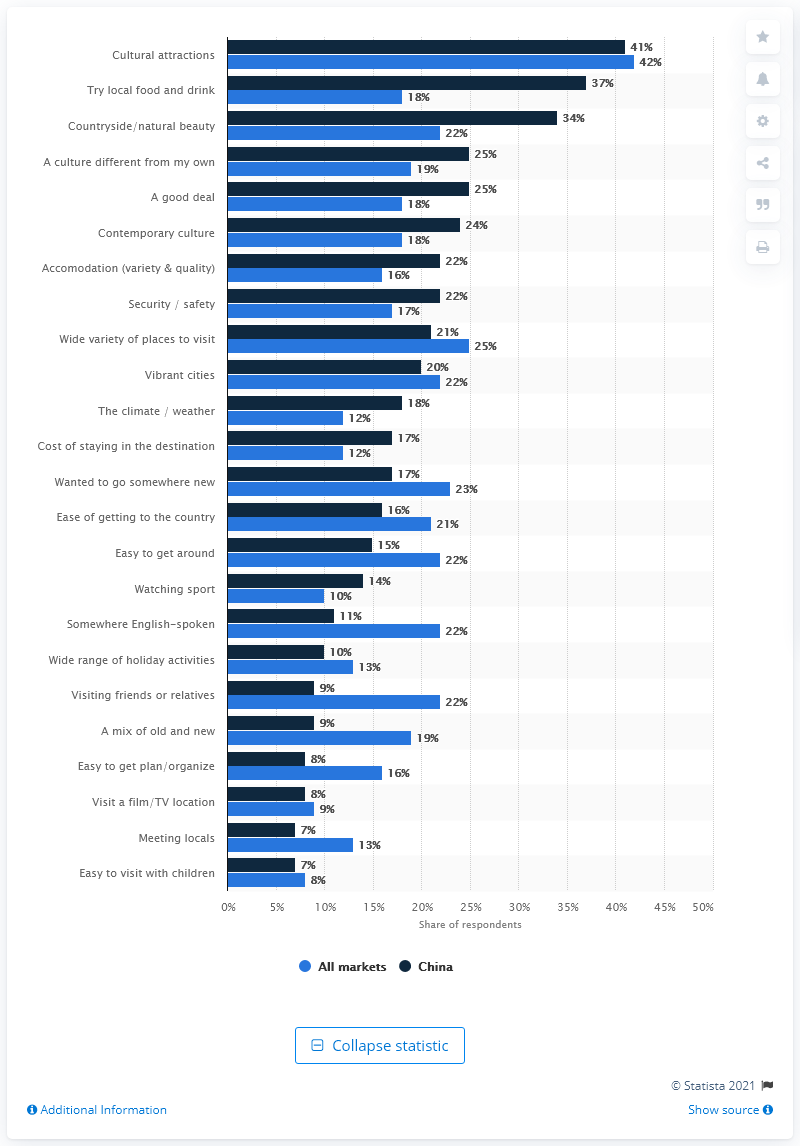 Cultural attractions 41%
42%
Try local food and drink 37%
18%
Countryside/natural beauty 34%
22%
A culture different from my own 25%
19%
A good deal 25%
18%
Contemporary culture 24%
18%
Accomodation (variety & quality) 22%
16%
Security / safety 22%
17%
Wide variety of places to visit 21%
25%
Vibrant cities 20%
22%
The climate / weather 18%
12%
Cost of staying in the destination 17%
12%
Wanted to go somewhere new 17%
23%
Ease of getting to the country 16%
21%
Easy to get around 15%
22%
Watching sport 14%
10%
Somewhere English-spoken 11%
22%
Wide range of holiday activities 10%
13%
Visiting friends or relatives 9%
22%
A mix of old and new 9%
19%
Easy to get plan/organize 8%
16%
Visit a film/TV location 8%
9%
Meeting locals 7%
13%
Easy to visit with children 7%
8%
0% 5% 10% 15% 20% 25% 30% 35% 40% 45% 50%
Share of respondents
All markets China
Collapse statistic
© Statista 2021
Additional Information Show source